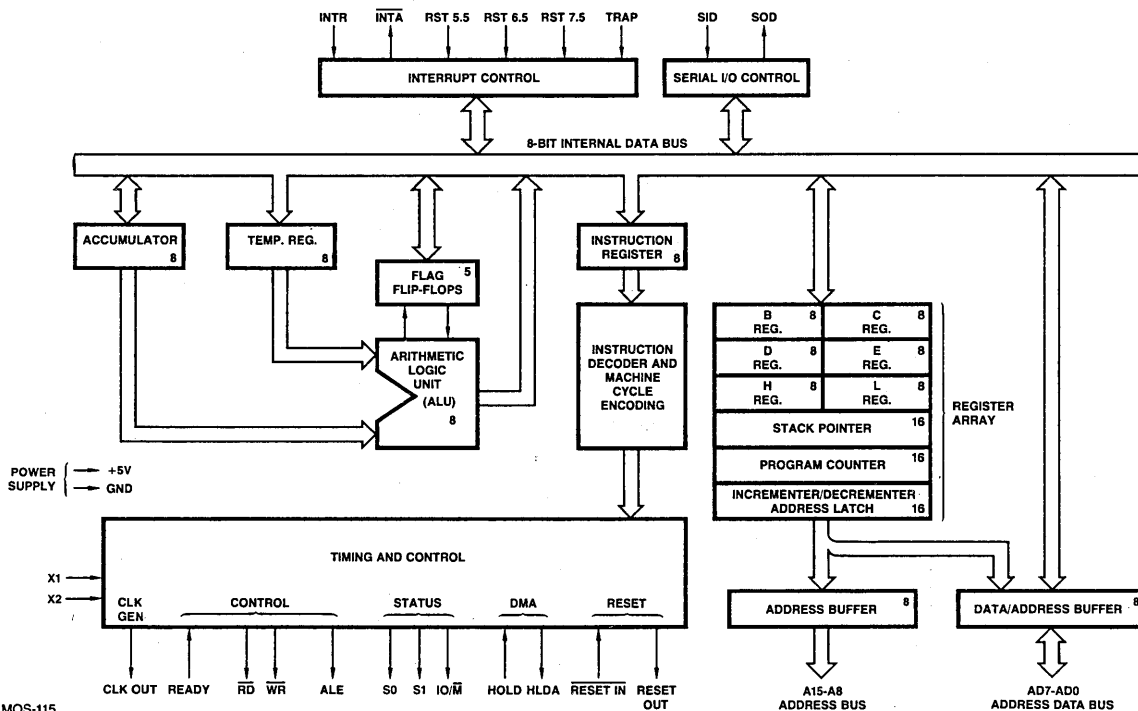 INTR INTA RST 5.5 RST 6.5 RST 7.5 TRAP SID SOD
INTERRUPT CONTROL
SERIAL I/O CONTROL
8-BIT INTERNAL DATA BUS
ACCUMULATOR
8
TEMP. REG.
8
FLAG
FLIP-FLOPS
5
ARITHMETIC
LOGIC
UNIT
(ALU)
8
INSTRUCTION
REGISTER
8
INSTRUCTION
DECODER AND
MACHINE
CYCLE
ENCODING
B 8
REG.
C 8
REG.
D 8
REG.
E 8
REG.
H 8
REG.
L 8
REG.
STACK POINTER 16
PROGRAM COUNTER 16
INCREMENTER/DECREMENTER
ADDRESS LATCH 16
REGISTER
ARRAY
POWER
SUPPLY
+5V
GND
TIMING AND CONTROL
X1
X2
CLK
GEN
CONTROL
STATUS
DMA
RESET
CLK OUT READY RD WR ALE S0 S1 IO/M HOLD HLDA RESET IN RESET
OUT
ADDRESS BUFFER 8
DATA/ADDRESS BUFFER 8
A15-A8
ADDRESS BUS
AD7-AD0
ADDRESS DATA BUS
MOS-115